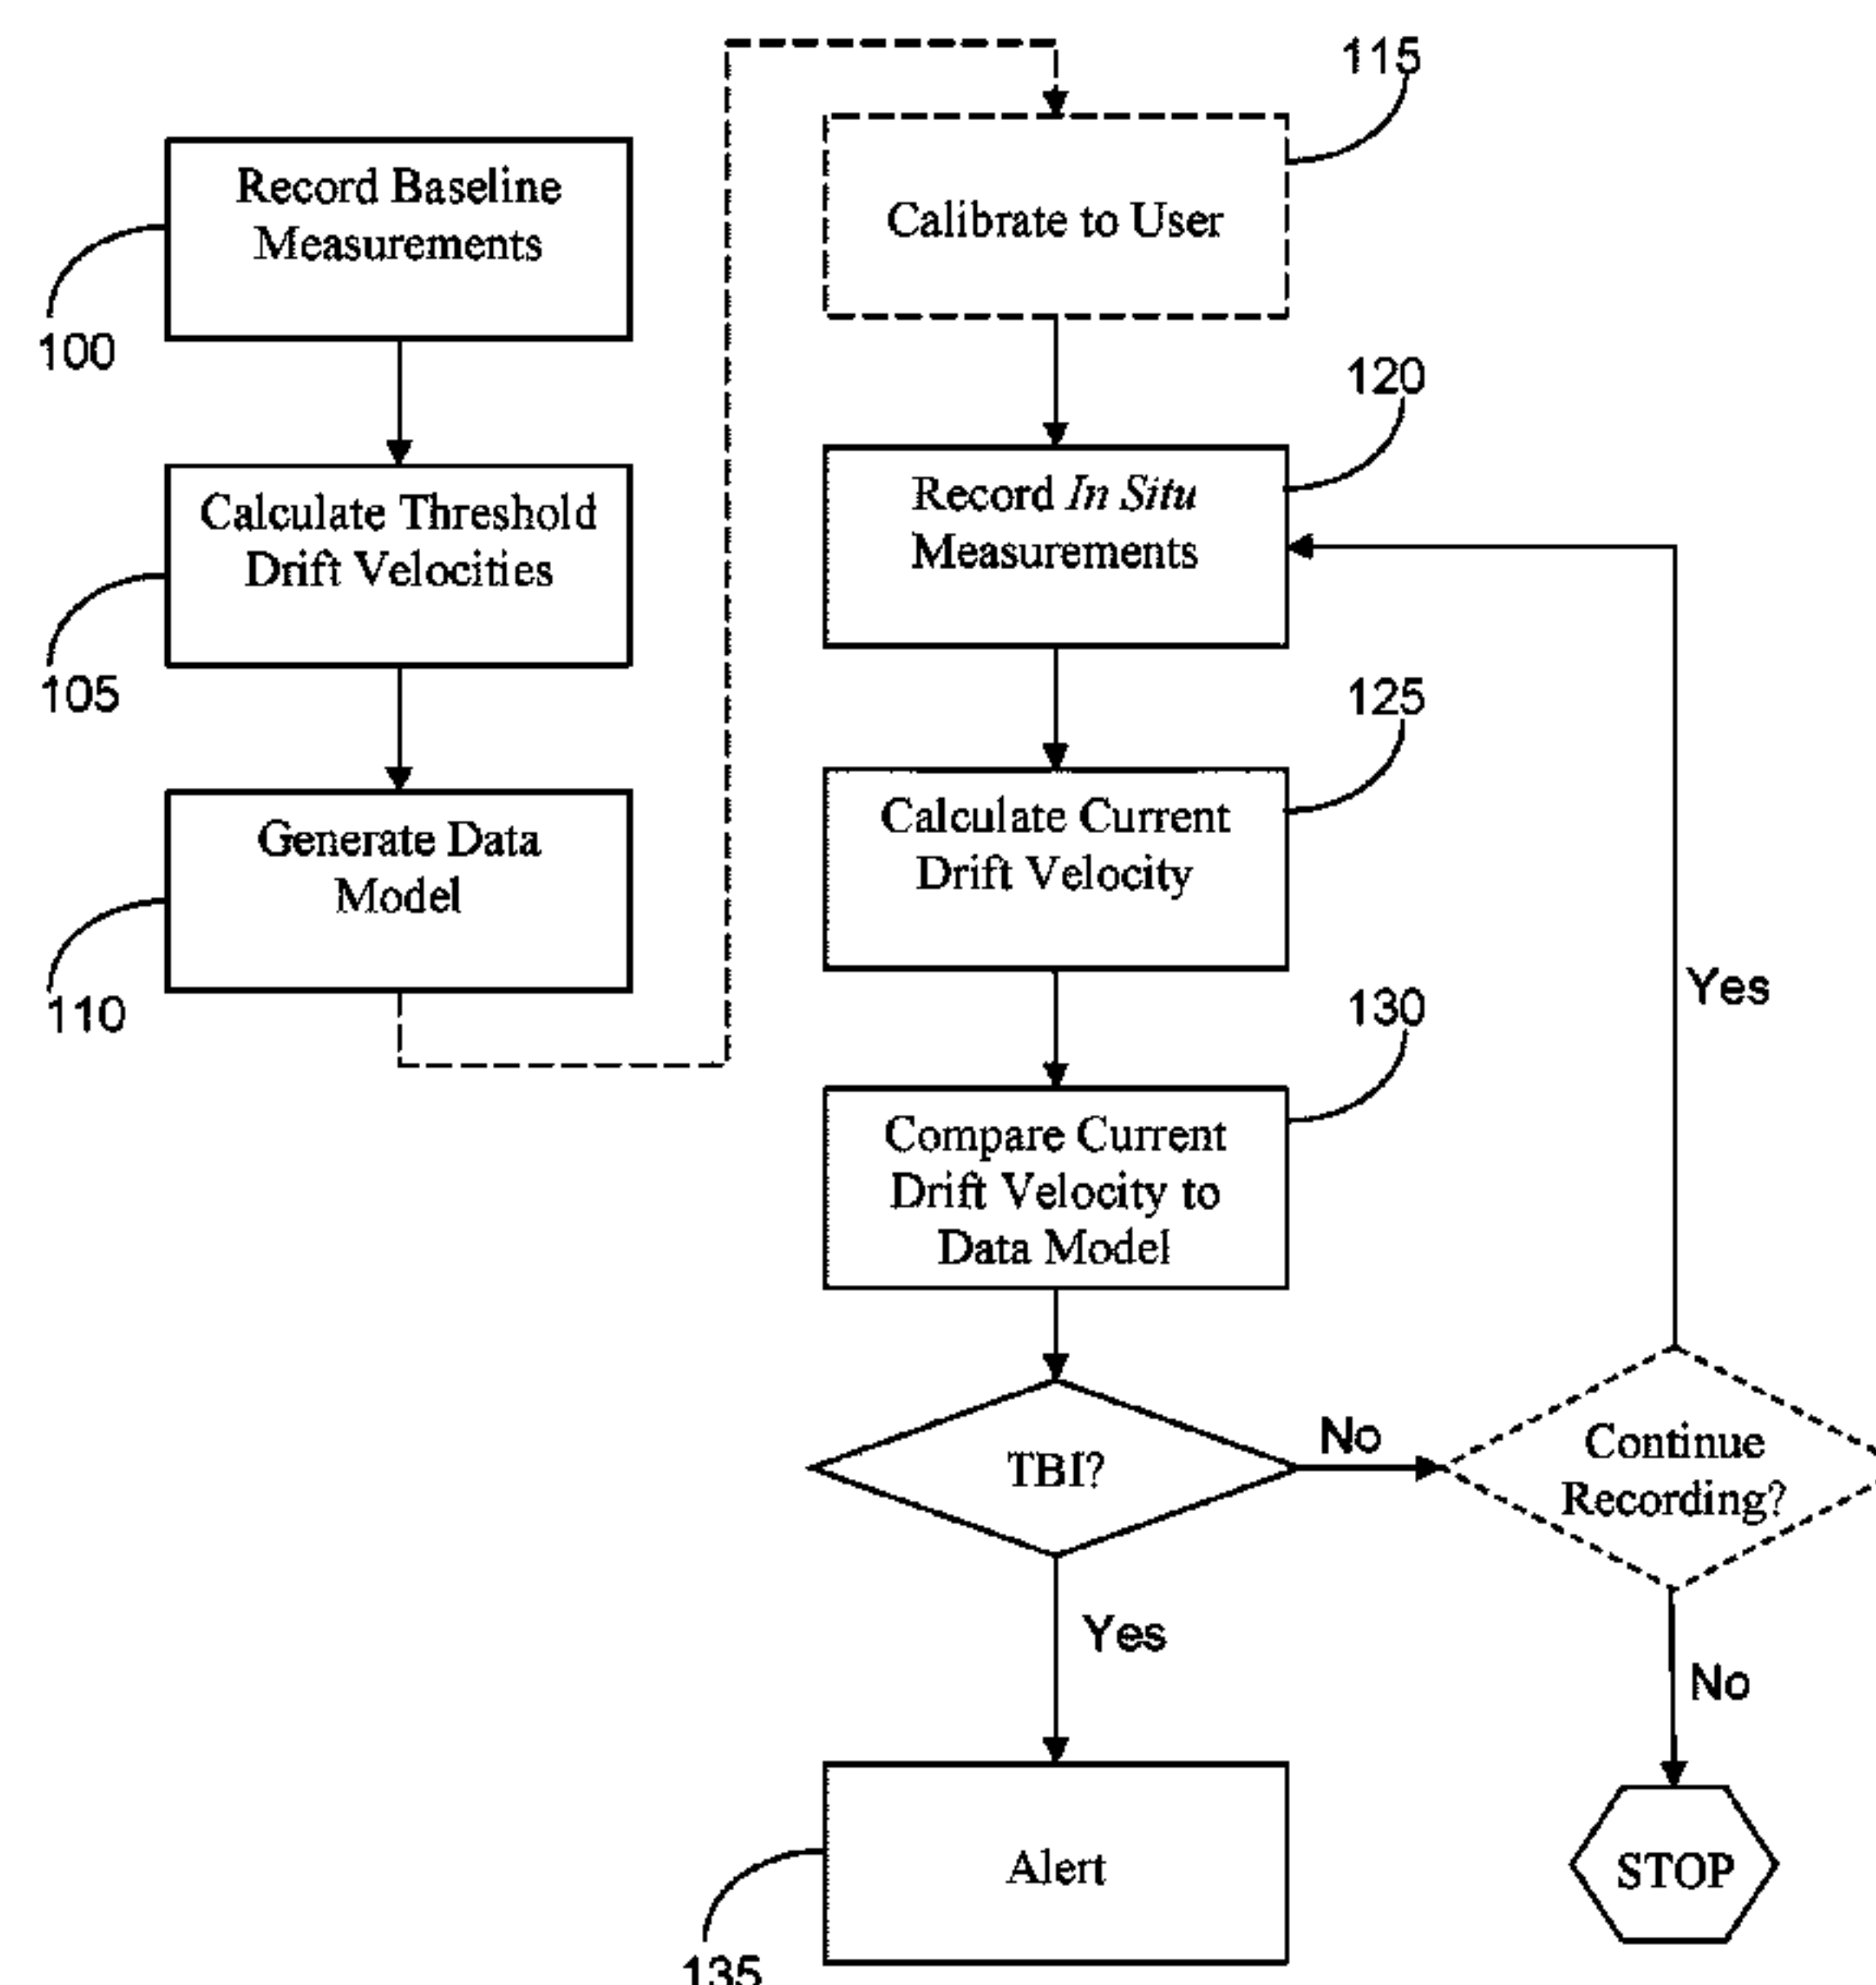 Record Baseline
Measurements
100
Calculate Threshold
Drift Velocities
105
Generate Data
Model
110
115
Calibrate to User
120
Record In Situ
Measurements
125
Calculate Current
Drift Velocity
130
Compare Current
Drift Velocity to
Data Model
Yes
TBI?
No
Continue
Recording?
Yes
No
Alert
135
STOP